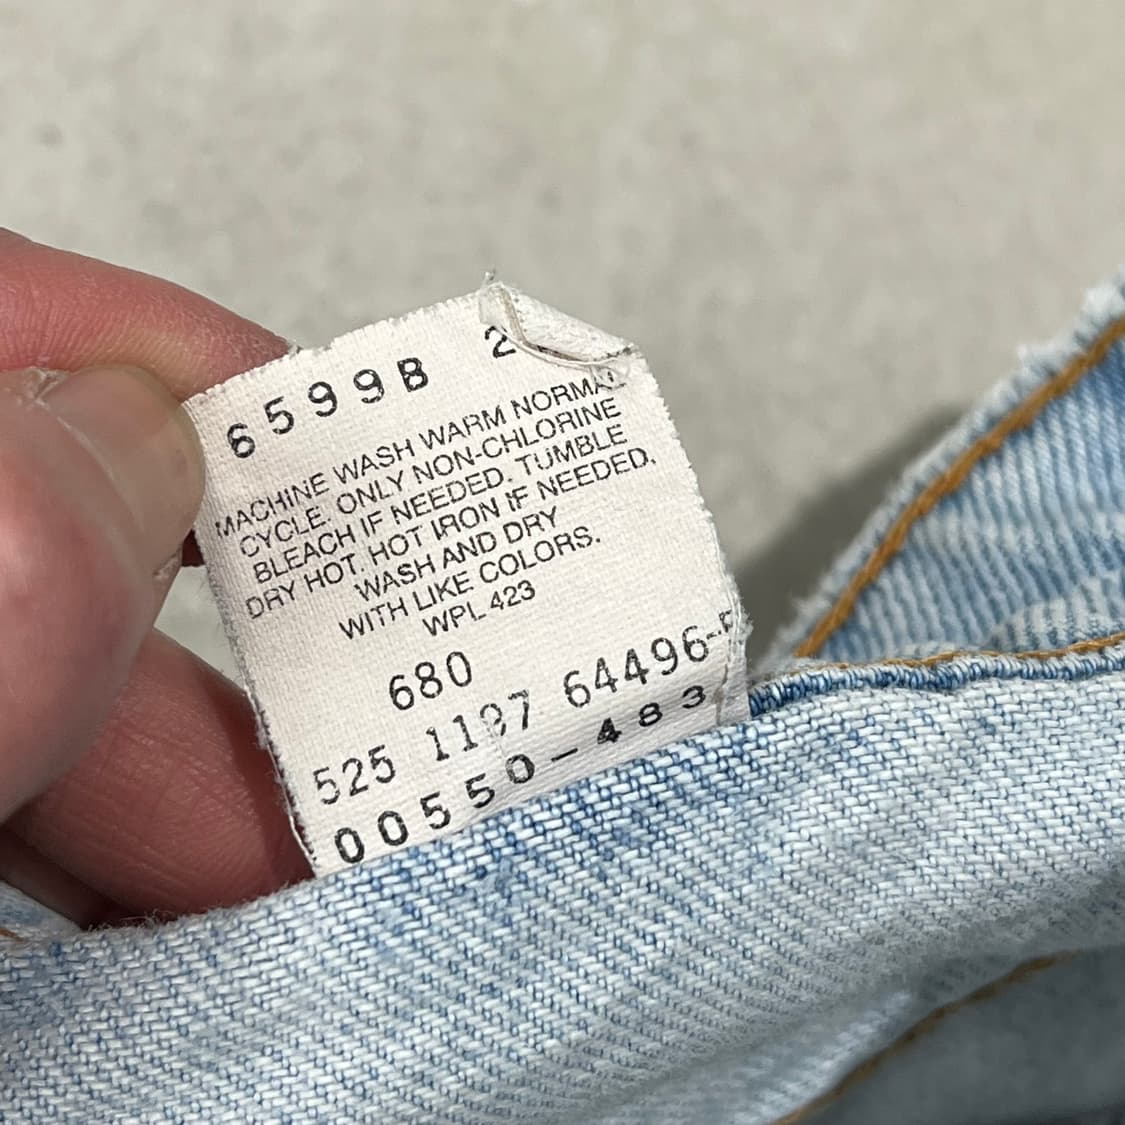 6599B 2
MACHINE WASH WARM NORMAL
CYCLE. ONLY NON-CHLORINE
BLEACH IF NEEDED. TUMBLE
DRY HOT. HOT IRON IF NEEDED.
WASH AND DRY
WITH LIKE COLORS.
WPL 423
680
525 1197 64496-
00550-483